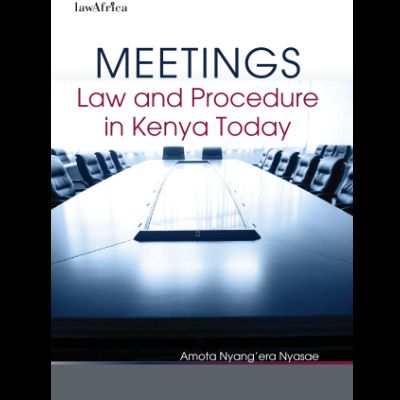 lawAfrica
MEETINGS
Law and Procedure
in Kenya Today
Amota Nyang'era Nyasae